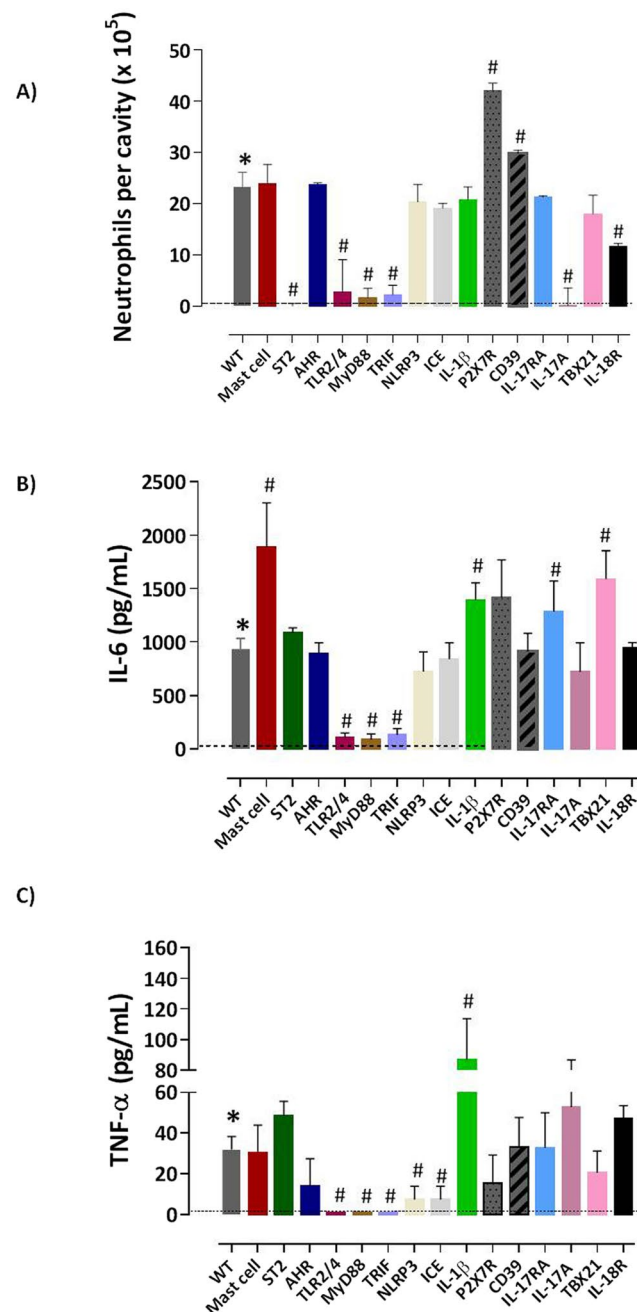 A)
Neutrophils per cavity (x 10⁵)
50
40
30
20
10
0
* # # # # # # # #
WT Mast cell ST2 AHR TLR2/4 MyD88 TRIF NLRP3 ICE IL-1β P2X7R CD39 IL-17RA IL-17A TBX21 IL-18R
B)
IL-6 (pg/mL)
2500
2000
1500
1000
500
0
* # # # # # # #
WT Mast cell ST2 AHR TLR2/4 MyD88 TRIF NLRP3 ICE IL-1β P2X7R CD39 IL-17RA IL-17A TBX21 IL-18R
C)
TNF-α (pg/mL)
160
140
120
100
80
60
40
20
0
* # # # # # #
WT Mast cell ST2 AHR TLR2/4 MyD88 TRIF NLRP3 ICE IL-1β P2X7R CD39 IL-17RA IL-17A TBX21 IL-18R